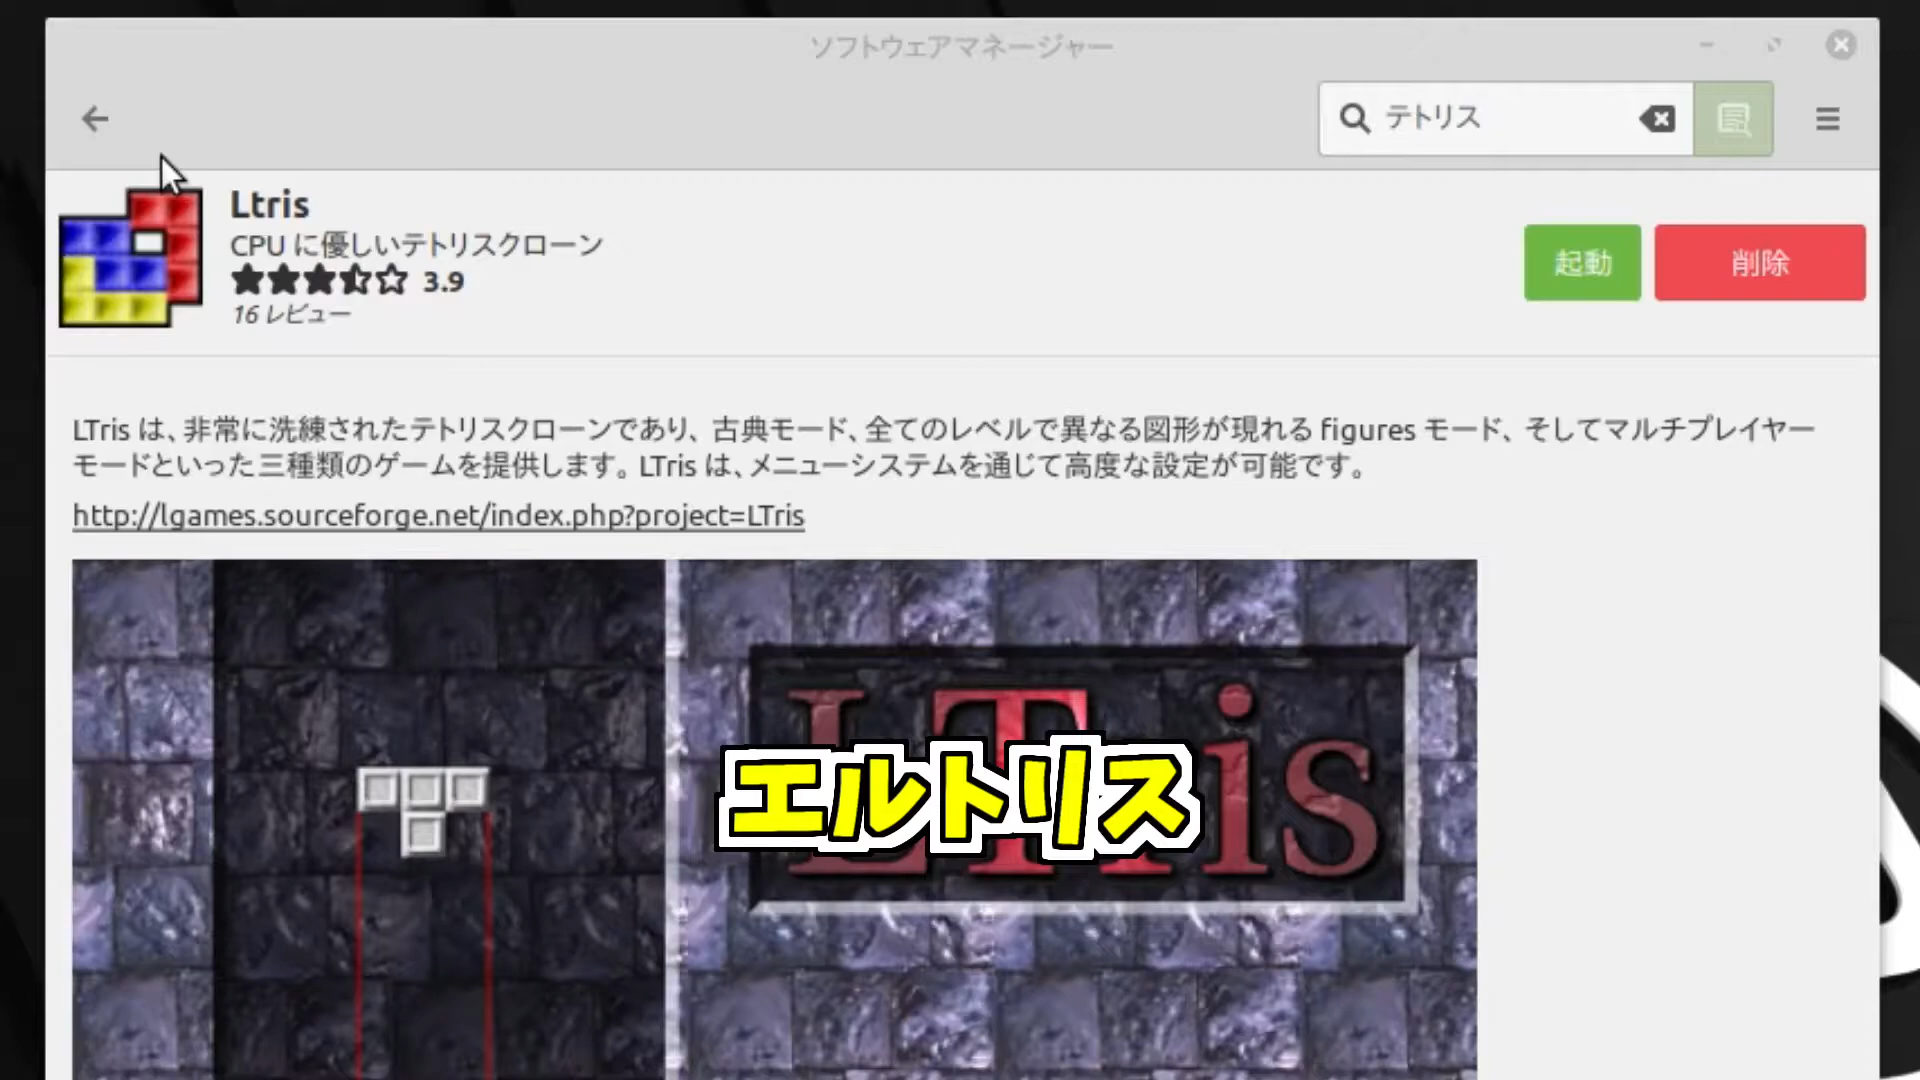 ソフトウェアマネージャー
テトリス
Ltris
CPU に優しいテトリスクローン
3.9
16 レビュー
起動
削除
LTris は、非常に洗練されたテトリスクローンであり、古典モード、全てのレベルで異なる図形が現れる figures モード、そしてマルチプレイヤー
モードといった三種類のゲームを提供します。LTris は、メニューシステムを通じて高度な設定が可能です。
http://lgames.sourceforge.net/index.php?project=LTris
LTris
エルトリス